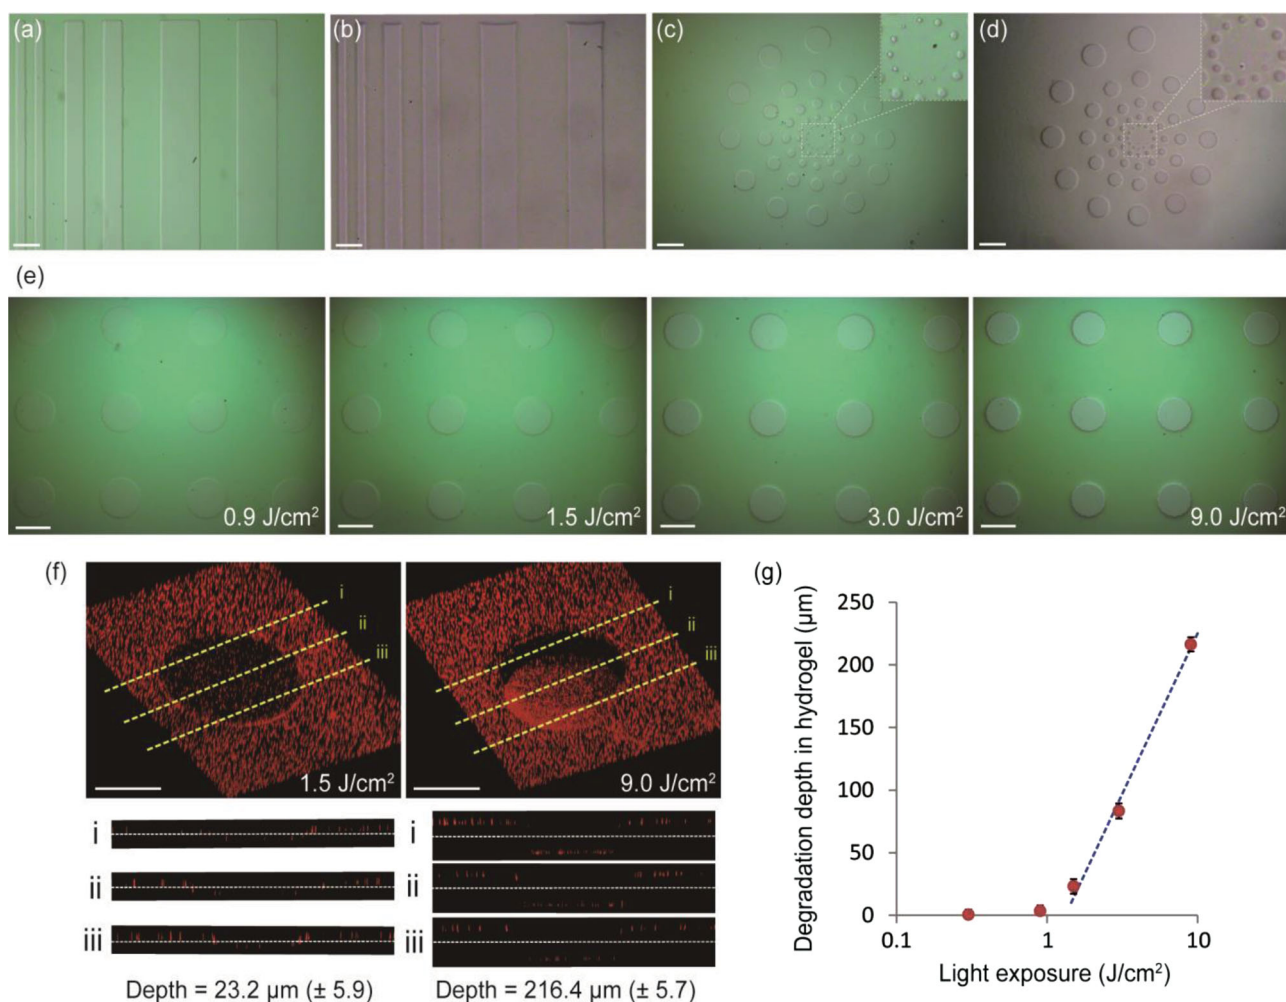 (a)
(b)
(c)
(d)
(e)
0.9 J/cm²
1.5 J/cm²
3.0 J/cm²
9.0 J/cm²
(f)
i
ii
iii
1.5 J/cm²
i
ii
iii
9.0 J/cm²
i
ii
iii
Depth = 23.2 μm (± 5.9)
i
ii
iii
Depth = 216.4 μm (± 5.7)
(g)
Degradation depth in hydrogel (μm)
250
200
150
100
50
0
0.1
1
10
Light exposure (J/cm²)